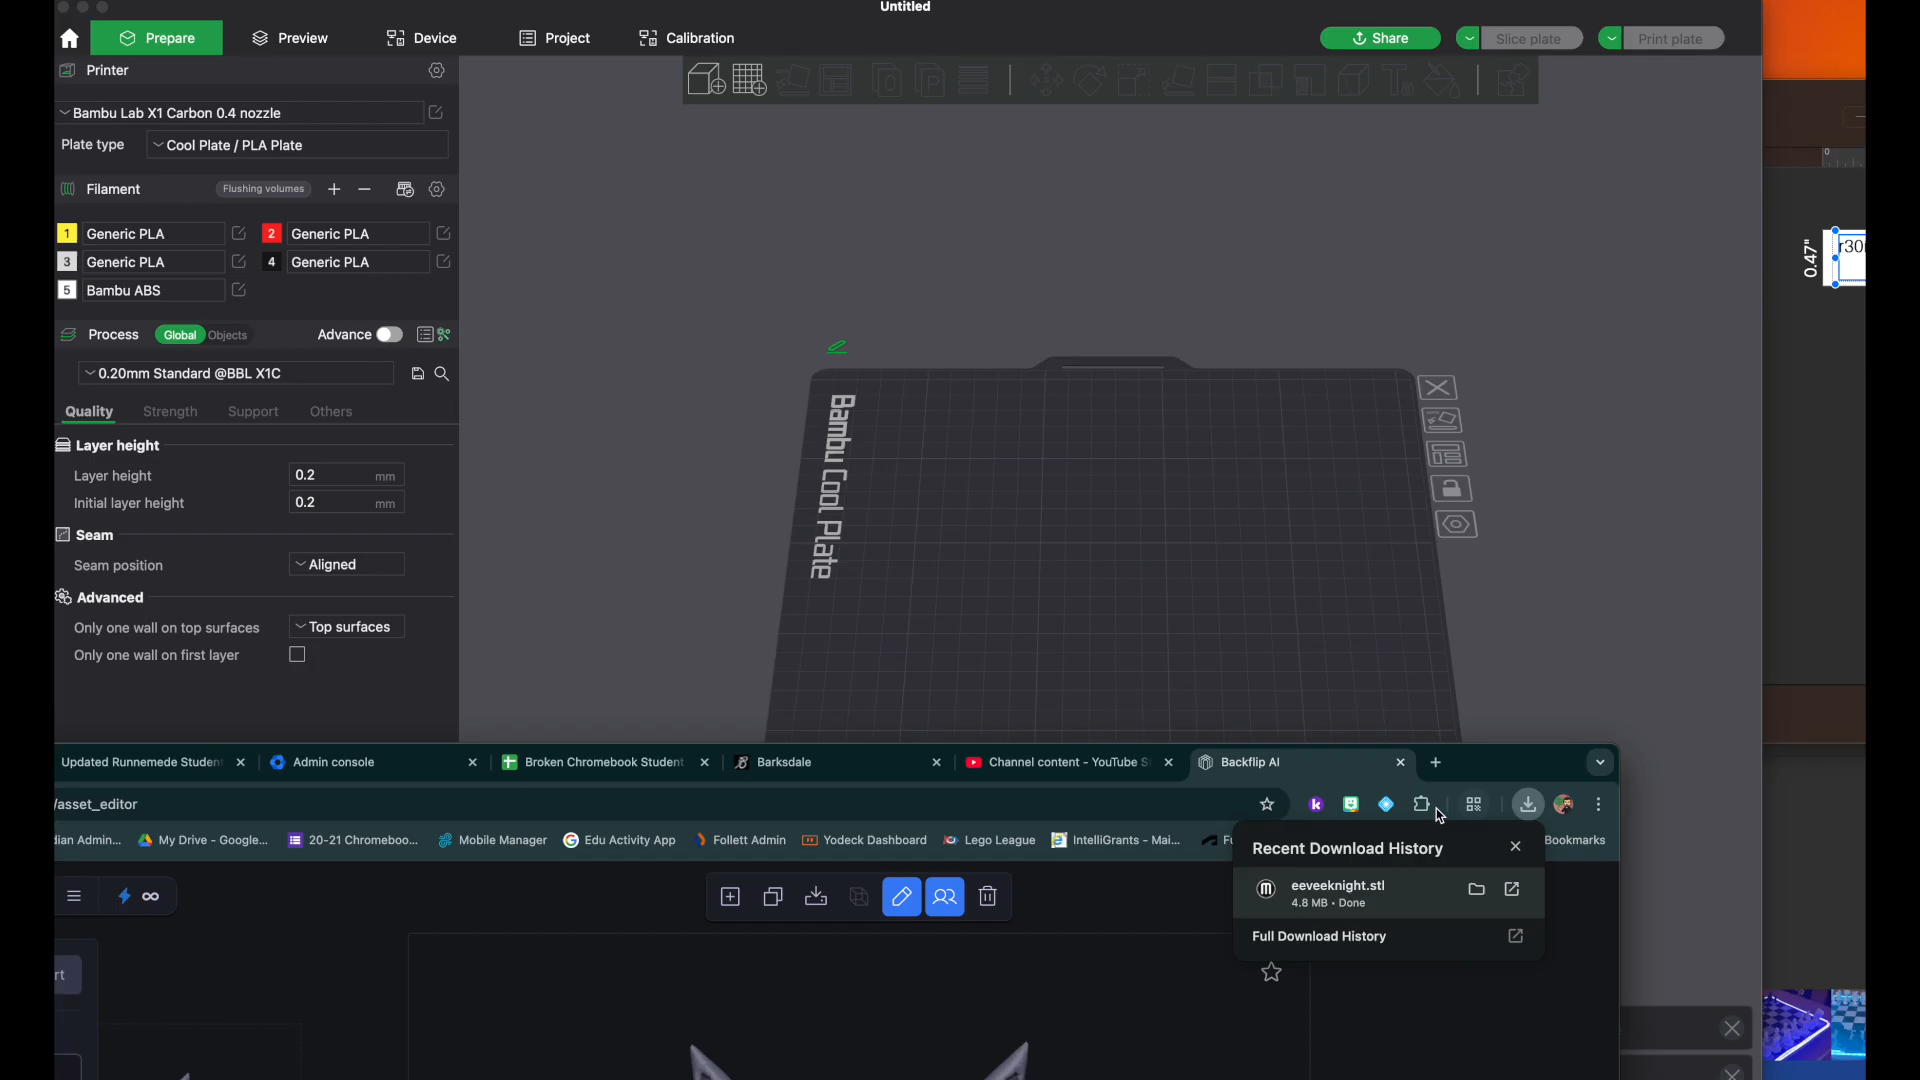 Untitled
Prepare
Preview
Device
Project
Calibration
Share
Slice plate
Print plate
Printer
Bambu Lab X1 Carbon 0.4 nozzle
Plate type
Cool Plate / PLA Plate
Filament
Flushing volumes
1 Generic PLA
2 Generic PLA
3 Generic PLA
4 Generic PLA
5 Bambu ABS
Process
Global
Objects
Advance
0.20mm Standard @BBL X1C
Quality
Strength
Support
Others
Layer height
Layer height
0.2 mm
Initial layer height
0.2 mm
Seam
Seam position
Aligned
Advanced
Only one wall on top surfaces
Top surfaces
Only one wall on first layer
Bambu Cool Plate
0
0.47"
Updated Runnemede Student
Admin console
Broken Chromebook Student
Barksdale
Channel content - YouTube S
Backflip AI
/asset_editor
dian Admin...
My Drive - Google...
20-21 Chromeboo...
Mobile Manager
Edu Activity App
Follett Admin
Yodeck Dashboard
Lego League
IntelliGrants - Mai...
Bookmarks
Recent Download History
eeveeknight.stl
4.8 MB • Done
Full Download History
rt